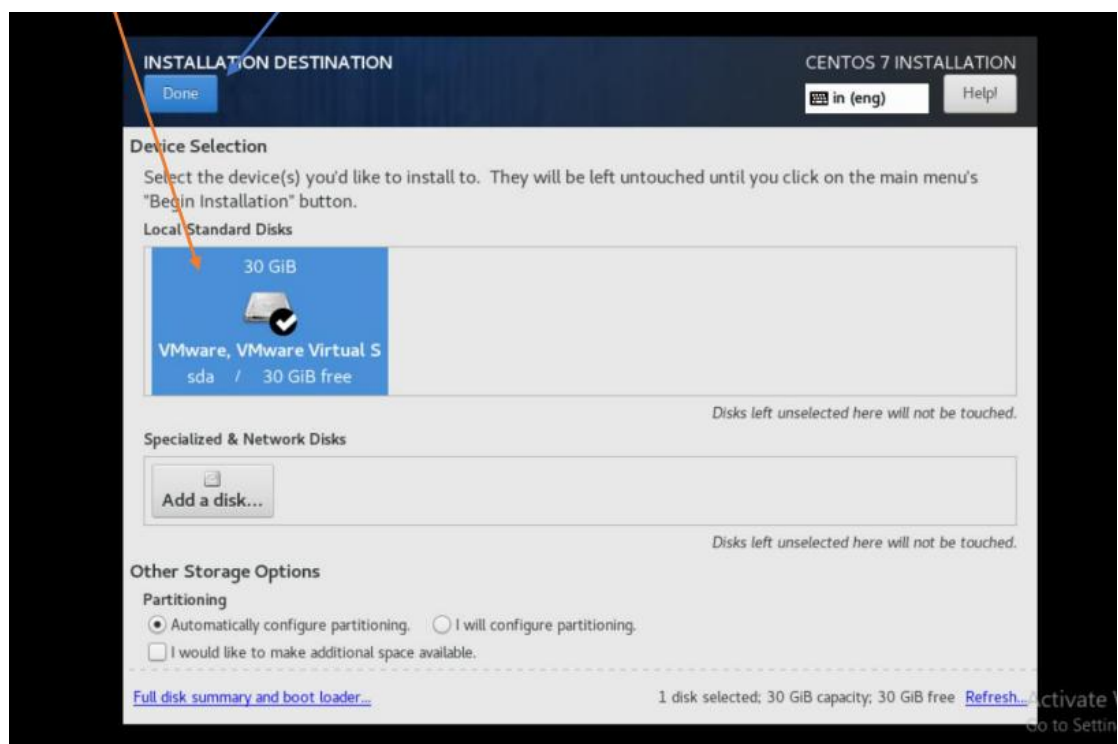 INSTALLATION DESTINATION
CENTOS 7 INSTALLATION
Done
in (eng)
Help!
Device Selection
Select the device(s) you'd like to install to. They will be left untouched until you click on the main menu's
"Begin Installation" button.
Local Standard Disks
30 GiB
VMware, VMware Virtual S
sda / 30 GiB free
Disks left unselected here will not be touched.
Specialized & Network Disks
Add a disk...
Disks left unselected here will not be touched.
Other Storage Options
Partitioning
Automatically configure partitioning. I will configure partitioning.
I would like to make additional space available.
Full disk summary and boot loader...
1 disk selected; 30 GiB capacity; 30 GiB free Refresh...
Activate
Go to Settin